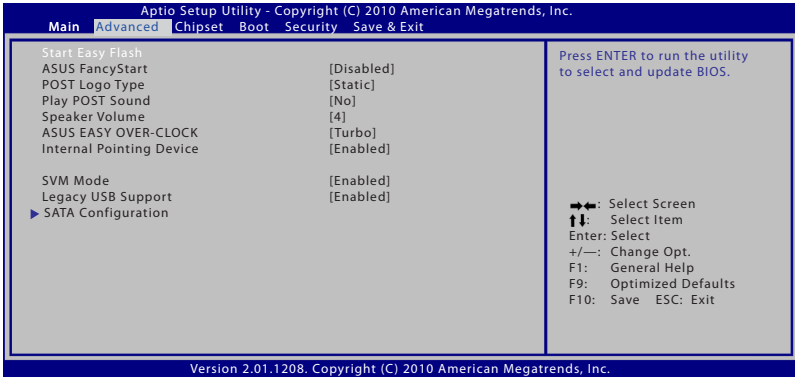 Aptio Setup Utility - Copyright (C) 2010 American Megatrends, Inc.
Main Advanced Chipset Boot Security Save & Exit
Start Easy Flash
ASUS FancyStart [Disabled]
POST Logo Type [Static]
Play POST Sound [No]
Speaker Volume [4]
ASUS EASY OVER-CLOCK [Turbo]
Internal Pointing Device [Enabled]
SVM Mode [Enabled]
Legacy USB Support [Enabled]
SATA Configuration
Press ENTER to run the utility
to select and update BIOS.
→←: Select Screen
↑↓: Select Item
Enter: Select
+/—: Change Opt.
F1: General Help
F9: Optimized Defaults
F10: Save ESC: Exit
Version 2.01.1208. Copyright (C) 2010 American Megatrends, Inc.